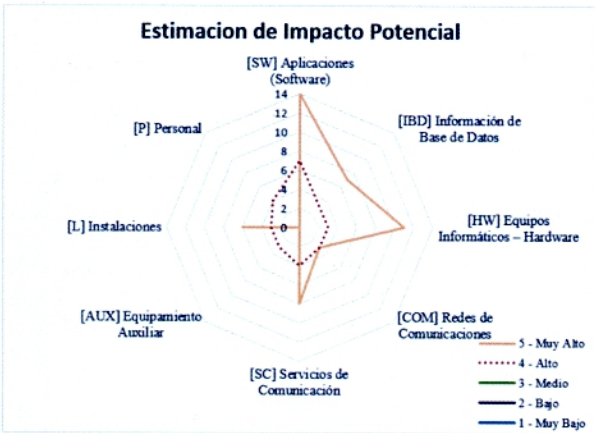 Estimacion de Impacto Potencial
[SW] Aplicaciones
(Software)
14
12
10
8
6
4
2
0
[IBD] Información de
Base de Datos
[HW] Equipos
Informáticos – Hardware
[COM] Redes de
Comunicaciones
[SC] Servicios de
Comunicación
[AUX] Equipamiento
Auxiliar
[L] Instalaciones
[P] Personal
5 - Muy Alto
4 - Alto
3 - Medio
2 - Bajo
1 - Muy Bajo